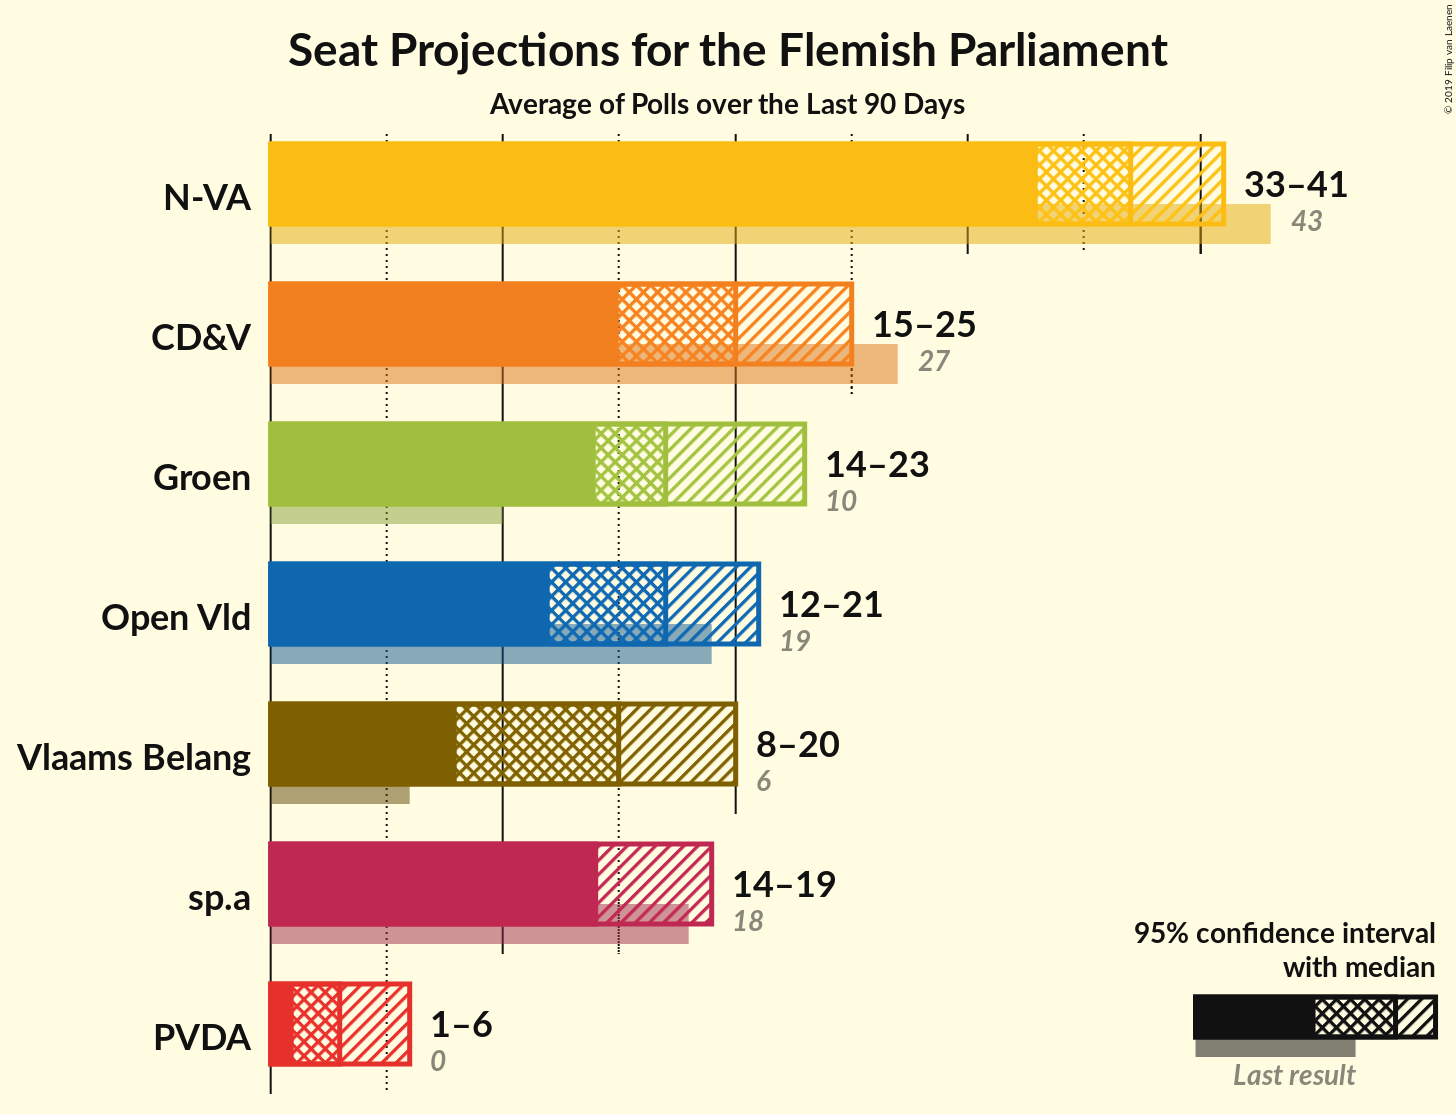 Seat Projections for the Flemish Parliament
Average of Polls over the Last 90 Days
© 2019 Filip van Laenen
N-VA
33–41
43
CD&V
15–25
27
Groen
14–23
10
Open Vld
12–21
19
Vlaams Belang
8–20
6
sp.a
14–19
18
PVDA
1–6
0
95% confidence interval
with median
Last result